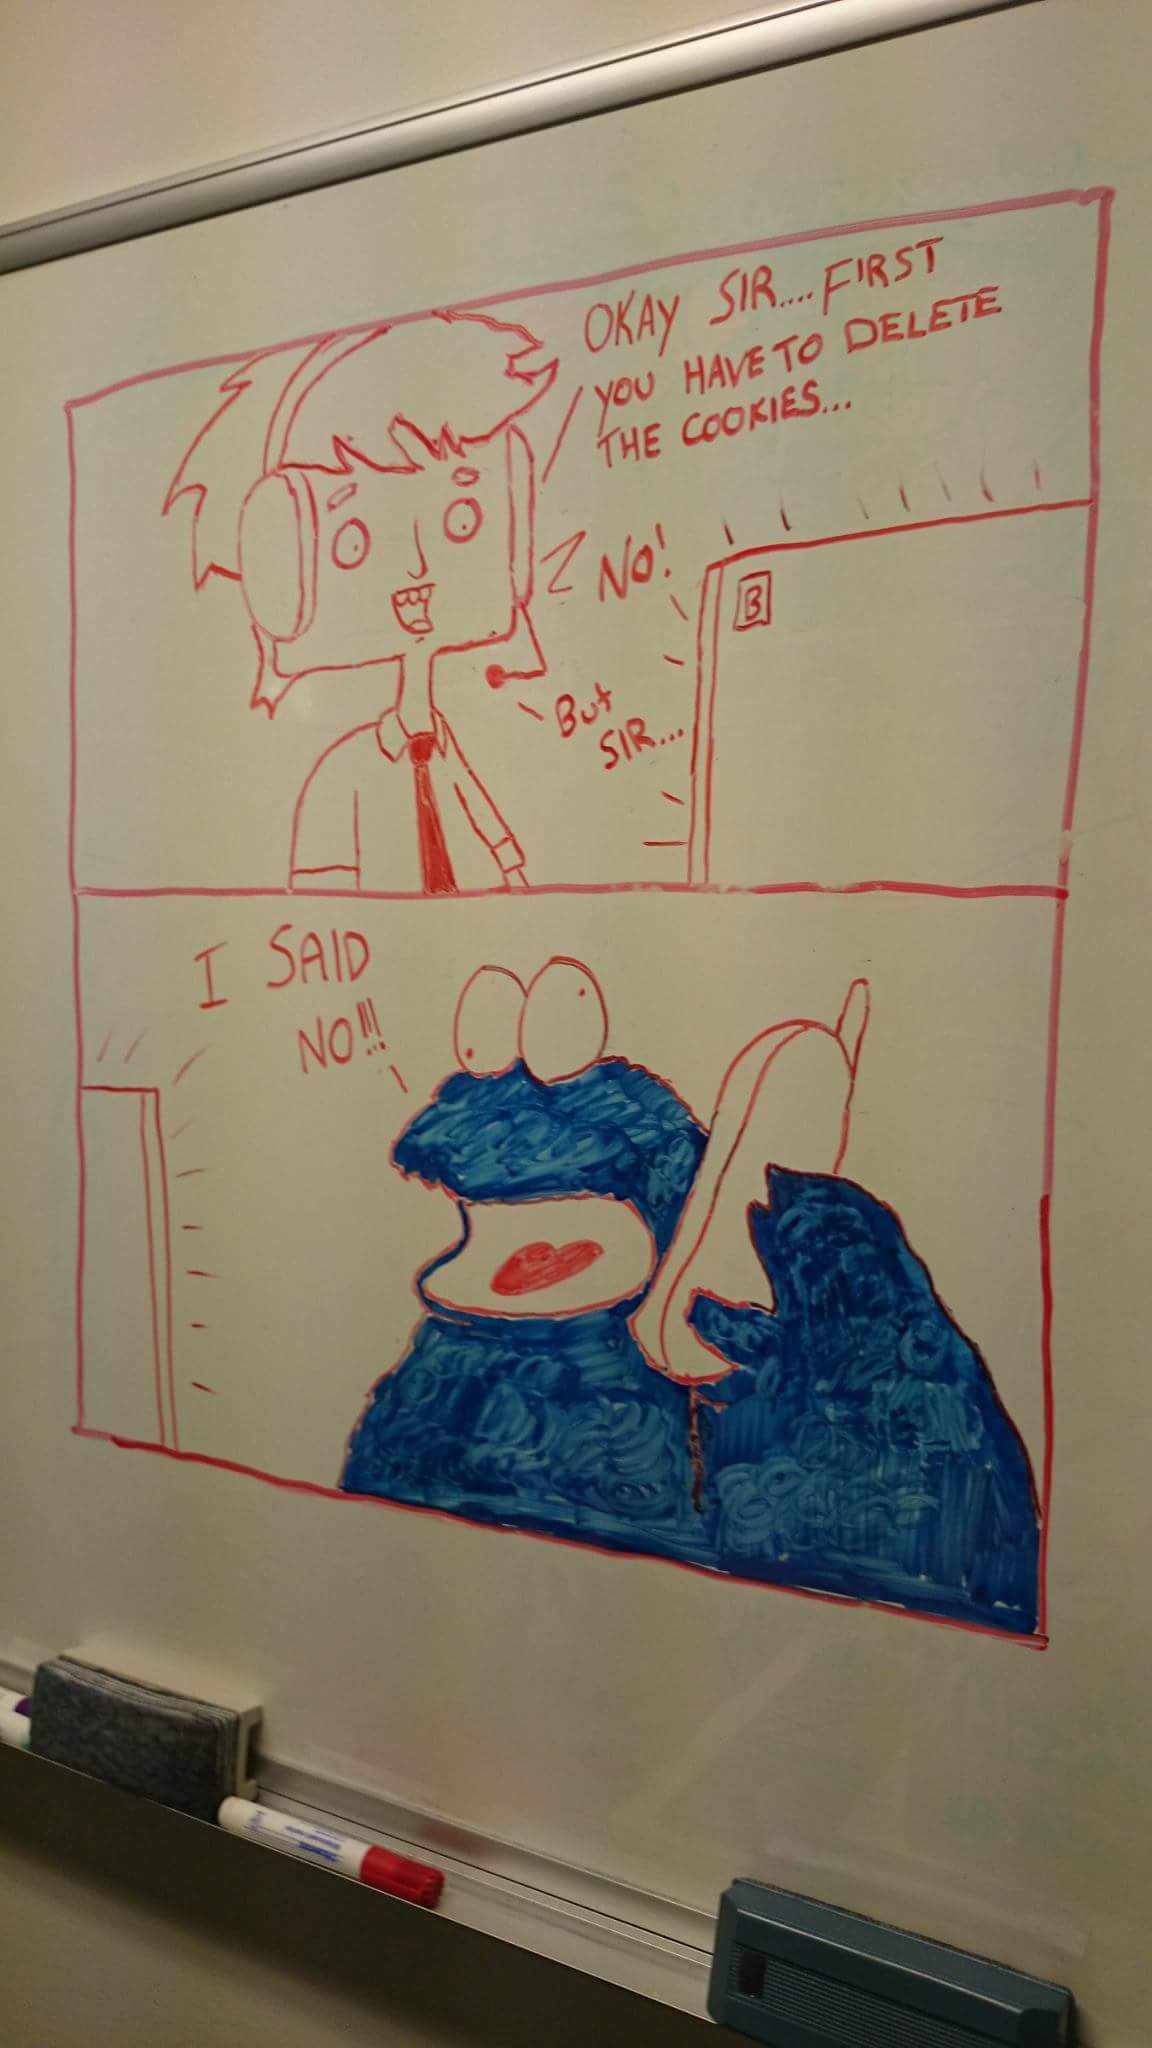 OKAY SIR.... FIRST
YOU HAVE TO DELETE
THE COOKIES...
NO!
BUT
SIR...
B
I SAID
NO!!!